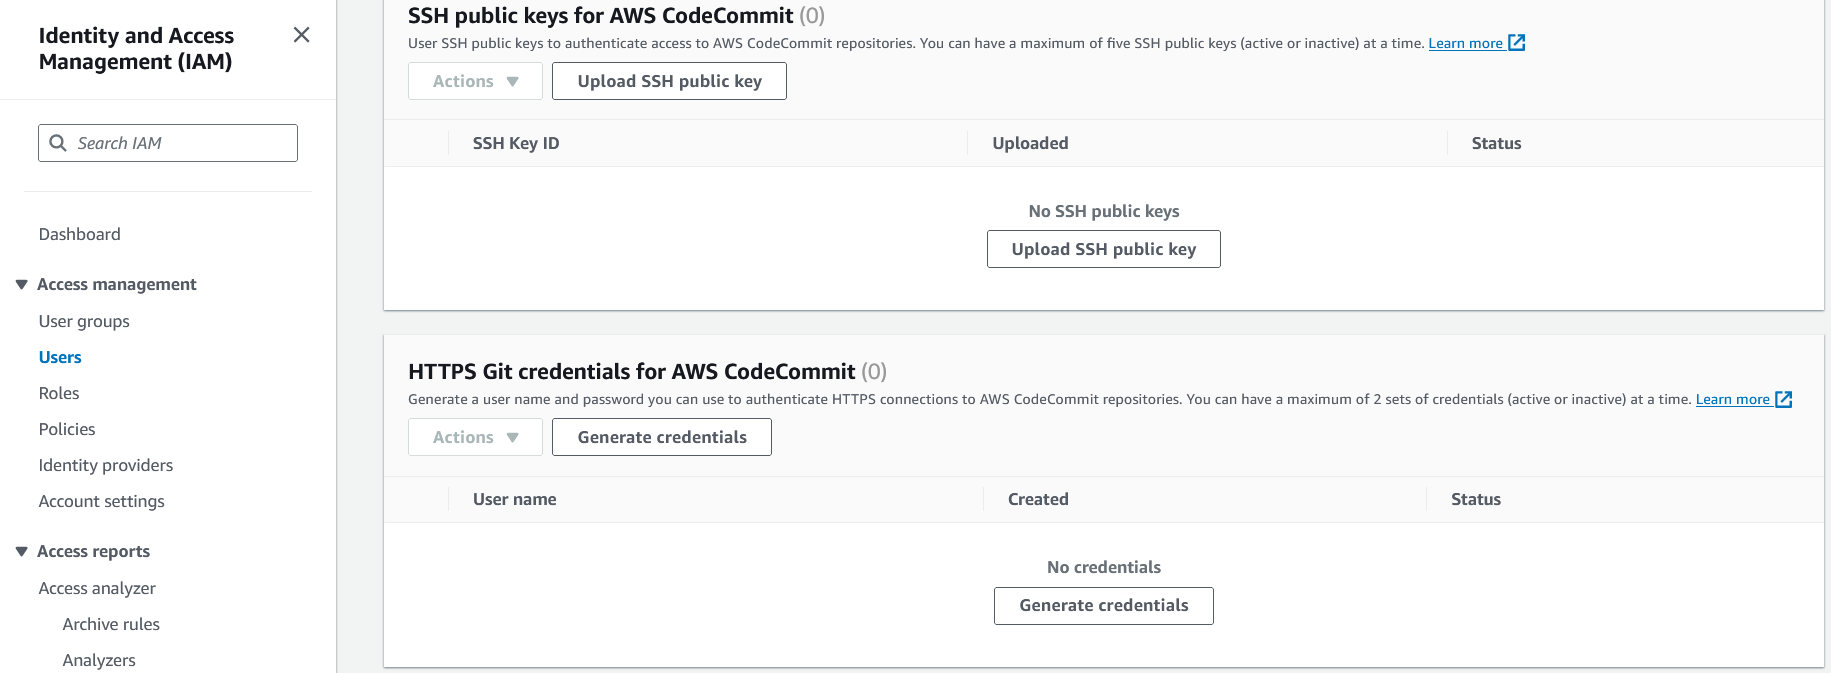 Identity and Access
Management (IAM)
Search IAM
Dashboard
Access management
User groups
Users
Roles
Policies
Identity providers
Account settings
Access reports
Access analyzer
Archive rules
Analyzers
SSH public keys for AWS CodeCommit (0)
User SSH public keys to authenticate access to AWS CodeCommit repositories. You can have a maximum of five SSH public keys (active or inactive) at a time. Learn more
Actions Upload SSH public key
SSH Key ID Uploaded Status
No SSH public keys
Upload SSH public key
HTTPS Git credentials for AWS CodeCommit (0)
Generate a user name and password you can use to authenticate HTTPS connections to AWS CodeCommit repositories. You can have a maximum of 2 sets of credentials (active or inactive) at a time. Learn more
Actions Generate credentials
User name Created Status
No credentials
Generate credentials